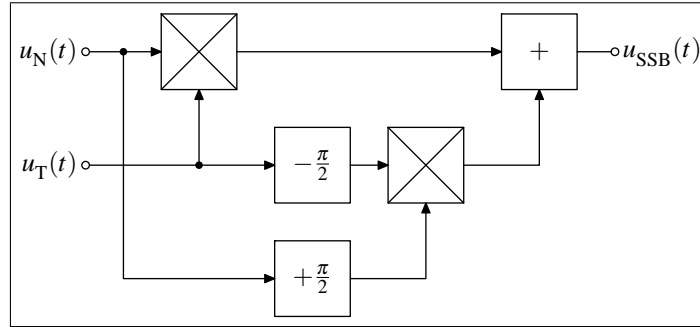 u_N(t)
+
u_SSB(t)
u_T(t)
−π/2
+π/2